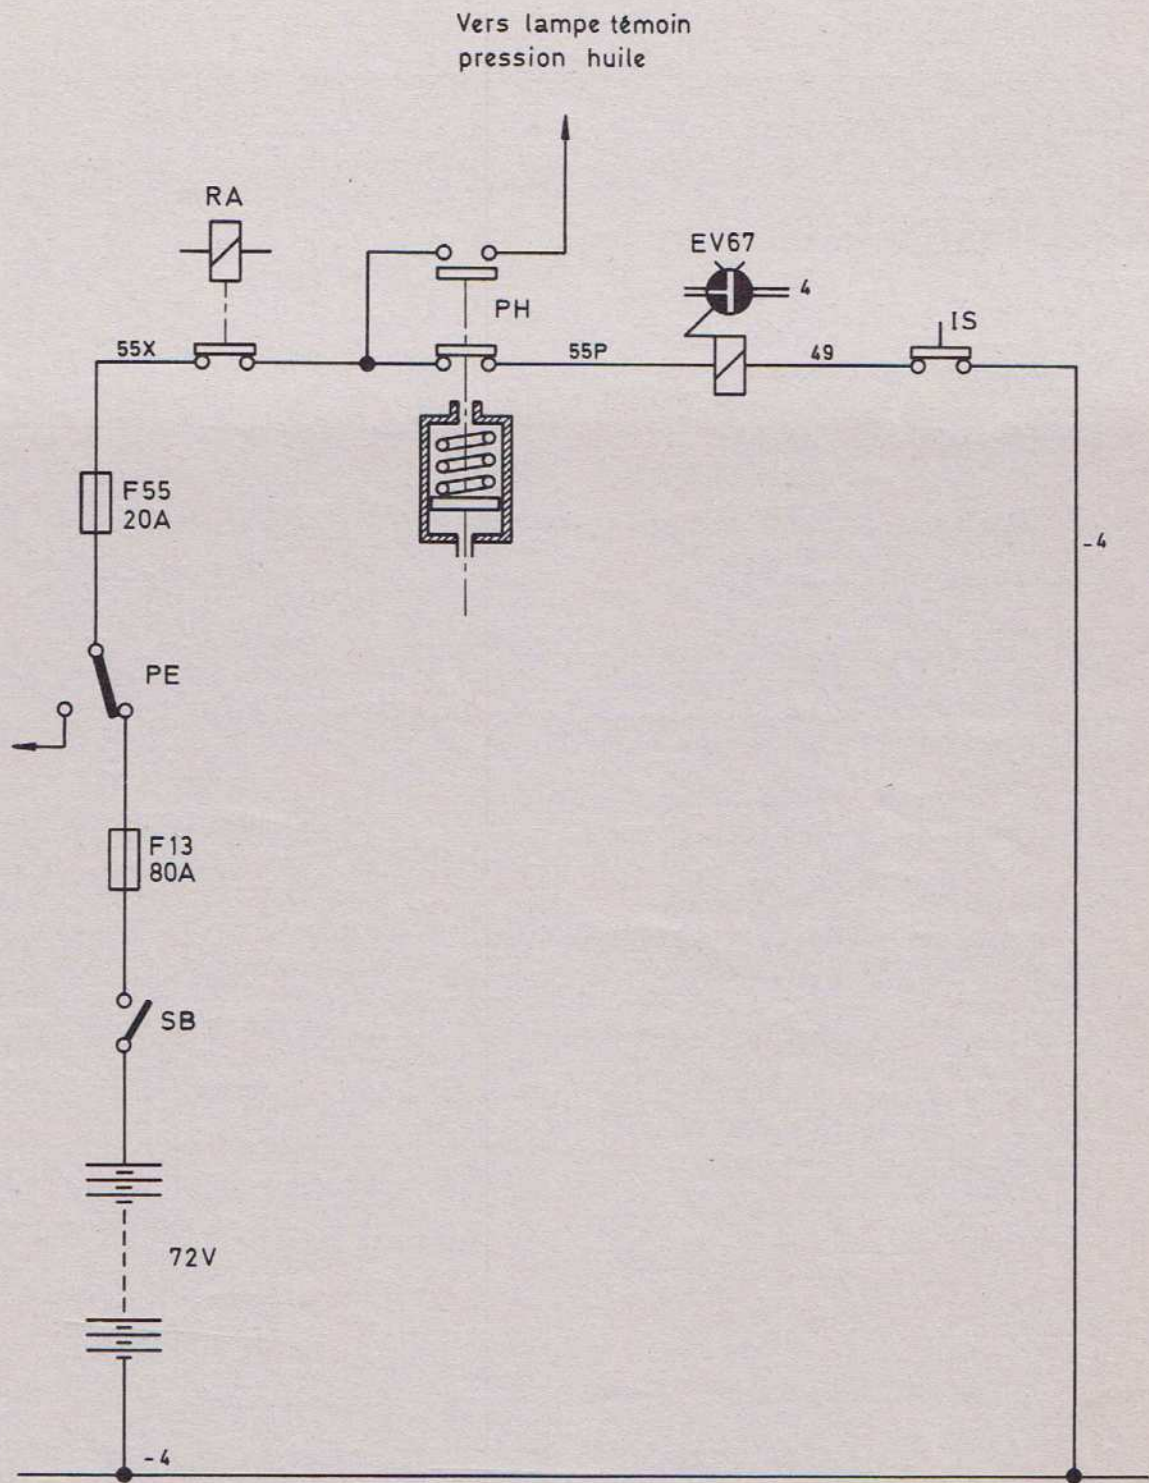 Vers lampe témoin
pression huile
RA
EV67
4
PH
IS
55X
55P
49
F55
20A
-4
PE
F13
80A
SB
72V
-4